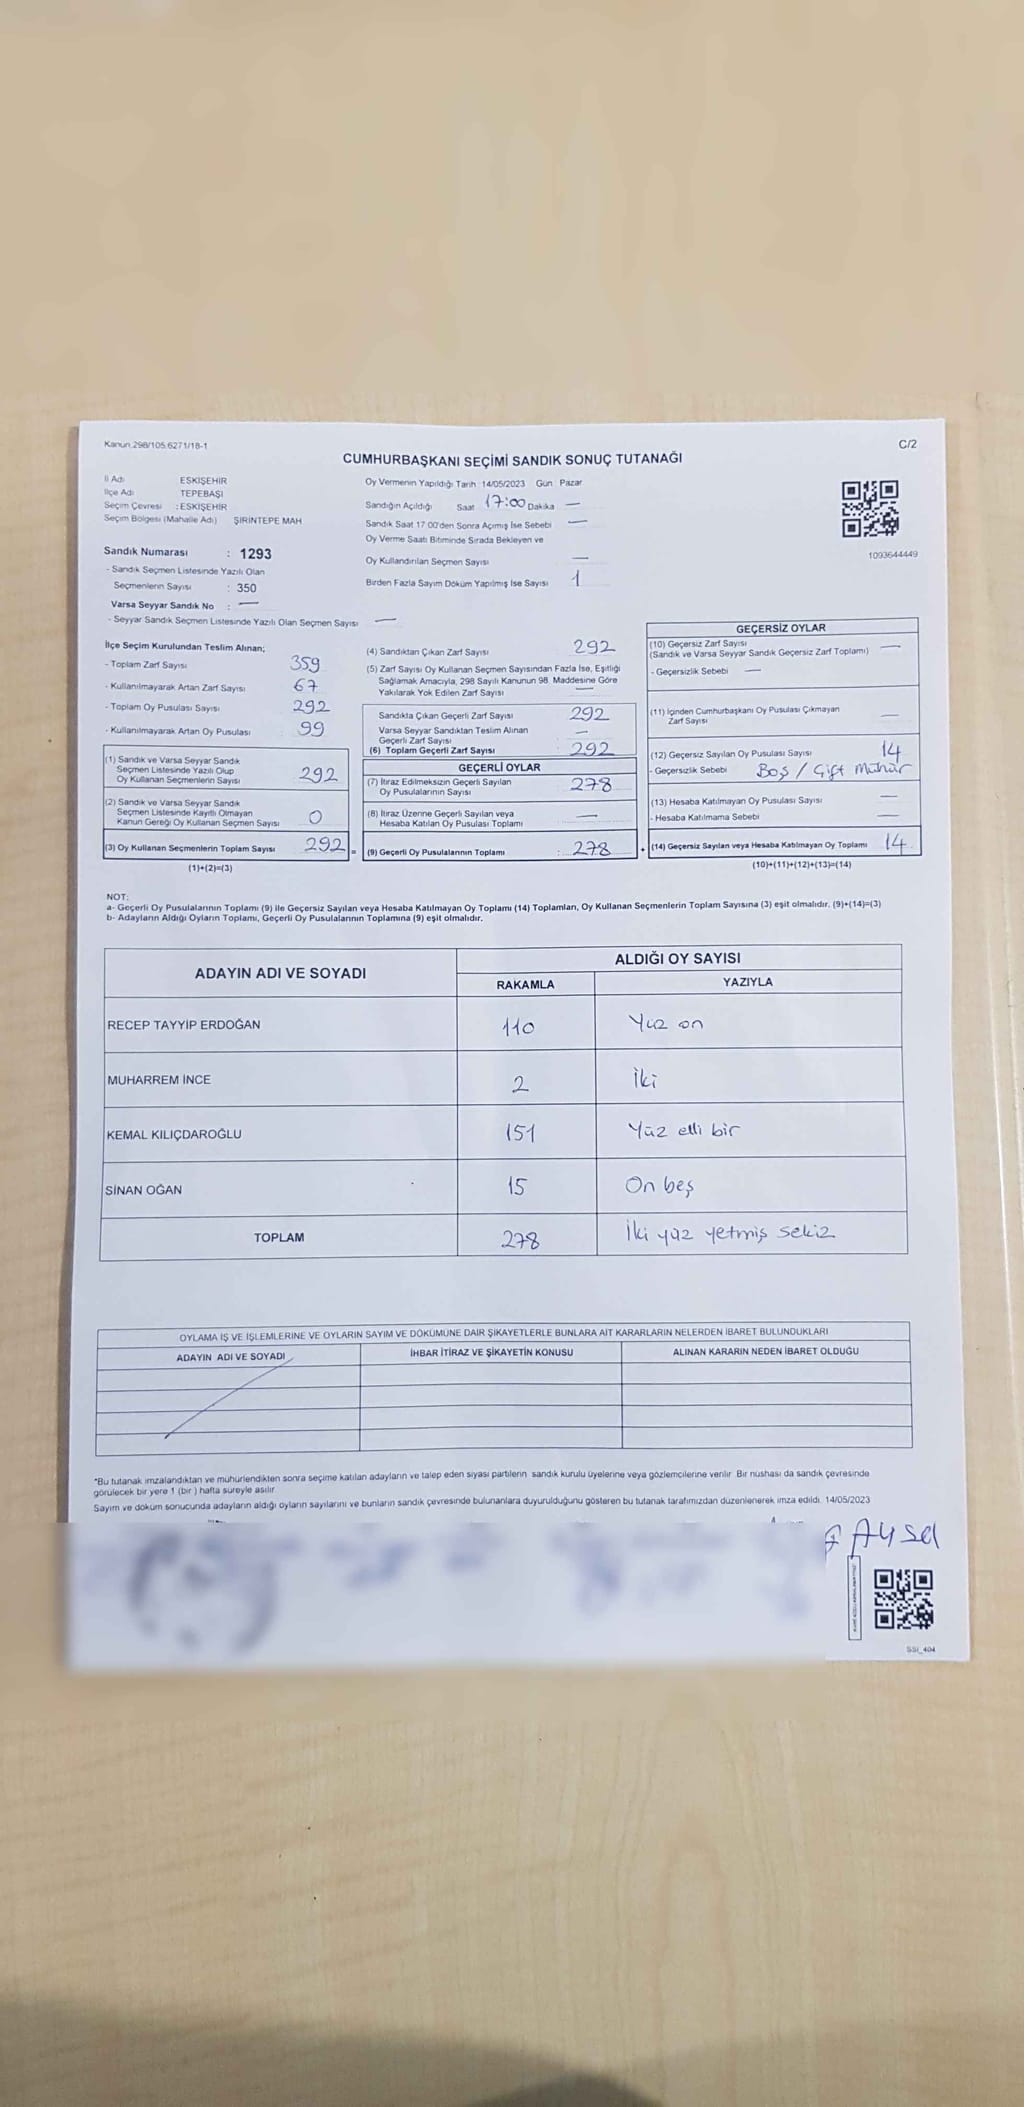 Kanun 298/105.6271/18-1
C/2
CUMHURBAŞKANI SEÇİMİ SANDIK SONUÇ TUTANAĞI
İl Adı ESKİŞEHİR
İlçe Adı TEPEBAŞI
Seçim Çevresi : ESKİŞEHİR
Seçim Bölgesi (Mahalle Adı) ŞİRİNTEPE MAH
Sandık Numarası : 1293
- Sandık Seçmen Listesinde Yazılı Olan
Seçmenlerin Sayısı : 350
Varsa Seyyar Sandık No : —
- Seyyar Sandık Seçmen Listesinde Yazılı Olan Seçmen Sayısı —
Oy Vermenin Yapıldığı Tarih 14/05/2023 Gün : Pazar
Sandığın Açıldığı Saat 17:00 Dakika —
Sandık Saat 17.00'den Sonra Açımış İse Sebebi —
Oy Verme Saati Bitiminde Sırada Bekleyen ve
Oy Kullandırılan Seçmen Sayısı —
Birden Fazla Sayım Döküm Yapılmış İse Sayısı 1
1093644449
İlçe Seçim Kurulundan Teslim Alınan;
- Toplam Zarf Sayısı 359
- Kullanılmayarak Artan Zarf Sayısı 67
- Toplam Oy Pusulası Sayısı 292
- Kullanılmayarak Artan Oy Pusulası 99
(1) Sandık ve Varsa Seyyar Sandık
Seçmen Listesinde Yazılı Olup
Oy Kullanan Seçmenlerin Sayısı 292
(2) Sandık ve Varsa Seyyar Sandık
Seçmen Listesinde Kayıtlı Olmayan
Kanun Gereği Oy Kullanan Seçmen Sayısı 0
(3) Oy Kullanan Seçmenlerin Toplam Sayısı 292 =
(1)+(2)=(3)
(4) Sandıktan Çıkan Zarf Sayısı 292
(5) Zarf Sayısı Oy Kullanan Seçmen Sayısından Fazla İse, Eşitliği
Sağlamak Amacıyla, 298 Sayılı Kanunun 98. Maddesine Göre
Yakılarak Yok Edilen Zarf Sayısı —
Sandıkta Çıkan Geçerli Zarf Sayısı 292
Varsa Seyyar Sandıktan Teslim Alınan
Geçerli Zarf Sayısı —
(6) Toplam Geçerli Zarf Sayısı 292
GEÇERLİ OYLAR
(7) İtiraz Edilmeksizin Geçerli Sayılan
Oy Pusulalarının Sayısı 278
(8) İtiraz Üzerine Geçerli Sayılan veya
Hesaba Katılan Oy Pusulası Toplamı —
(9) Geçerli Oy Pusulalarının Toplamı : 278 +
GEÇERSİZ OYLAR
(10) Geçersiz Zarf Sayısı
(Sandık ve Varsa Seyyar Sandık Geçersiz Zarf Toplamı) —
- Geçersizlik Sebebi —
(11) İçinden Cumhurbaşkanı Oy Pusulası Çıkmayan
Zarf Sayısı —
(12) Geçersiz Sayılan Oy Pusulası Sayısı 14
- Geçersizlik Sebebi Boş / Çift Mühür
(13) Hesaba Katılmayan Oy Pusulası Sayısı —
- Hesaba Katılmama Sebebi —
(14) Geçersiz Sayılan veya Hesaba Katılmayan Oy Toplamı 14
(10)+(11)+(12)+(13)=(14)
NOT:
a- Geçerli Oy Pusulalarının Toplamı (9) ile Geçersiz Sayılan veya Hesaba Katılmayan Oy Toplamı (14) Toplamları, Oy Kullanan Seçmenlerin Toplam Sayısına (3) eşit olmalıdır. (9)+(14)=(3)
b- Adayların Aldığı Oyların Toplamı, Geçerli Oy Pusulalarının Toplamına (9) eşit olmalıdır.
ADAYIN ADI VE SOYADI ALDIĞI OY SAYISI
RAKAMLA YAZIYLA
RECEP TAYYİP ERDOĞAN 110 Yüz on
MUHARREM İNCE 2 İki
KEMAL KILIÇDAROĞLU 151 Yüz elli bir
SİNAN OĞAN 15 On beş
TOPLAM 278 İki yüz yetmiş sekiz
OYLAMA İŞ VE İŞLEMLERİNE VE OYLARIN SAYIM VE DÖKÜMÜNE DAİR ŞİKAYETLERLE BUNLARA AİT KARARLARIN NELERDEN İBARET BULUNDUKLARI
ADAYIN ADI VE SOYADI İHBAR İTİRAZ VE ŞİKAYETİN KONUSU ALINAN KARARIN NEDEN İBARET OLDUĞU
*Bu tutanak imzalandıktan ve mühürlendikten sonra seçime katılan adayların ve talep eden siyasi partilerin sandık kurulu üyelerine veya gözlemcilerine verilir. Bir nüshası da sandık çevresinde
görülecek bir yere 1 (bir) hafta süreyle asılır.
Sayım ve döküm sonucunda adayların aldığı oyların sayılarını ve bunların sandık çevresinde bulunanlara duyurulduğunu gösteren bu tutanak tarafımızdan düzenlenerek imza edildi. 14/05/2023
Aysel
SSİ_404